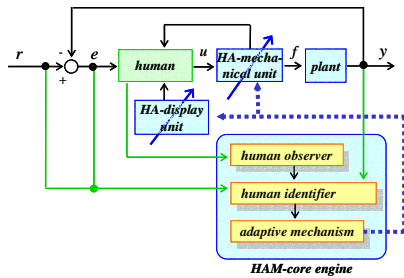 r
-
+
e
human
u
HA-mecha-
nical unit
f
plant
y
HA-display
unit
human observer
human identifier
adaptive mechanism
HAM-core engine